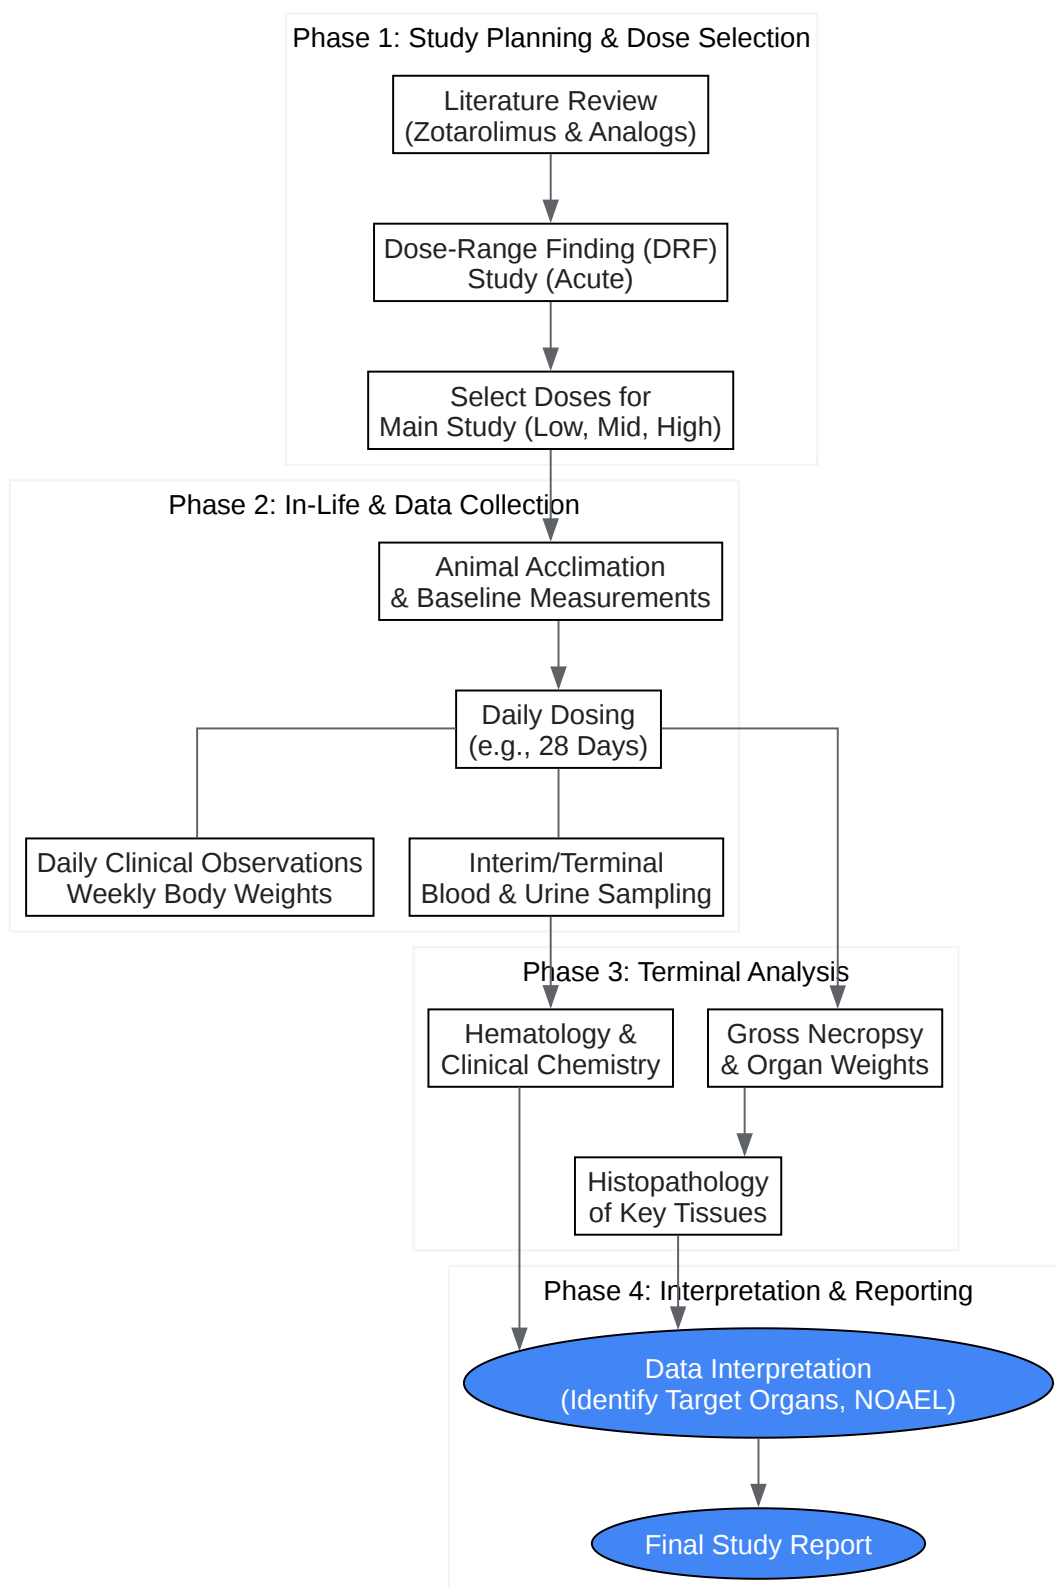 Phase 1: Study Planning & Dose Selection
Literature Review
(Zotarolimus & Analogs)
Dose-Range Finding (DRF)
Study (Acute)
Select Doses for
Main Study (Low, Mid, High)
Phase 2: In-Life & Data Collection
Animal Acclimation
& Baseline Measurements
Daily Dosing
(e.g., 28 Days)
Daily Clinical Observations
Weekly Body Weights
Interim/Terminal
Blood & Urine Sampling
Phase 3: Terminal Analysis
Hematology &
Clinical Chemistry
Gross Necropsy
& Organ Weights
Histopathology
of Key Tissues
Phase 4: Interpretation & Reporting
Data Interpretation
(Identify Target Organs, NOAEL)
Final Study Report